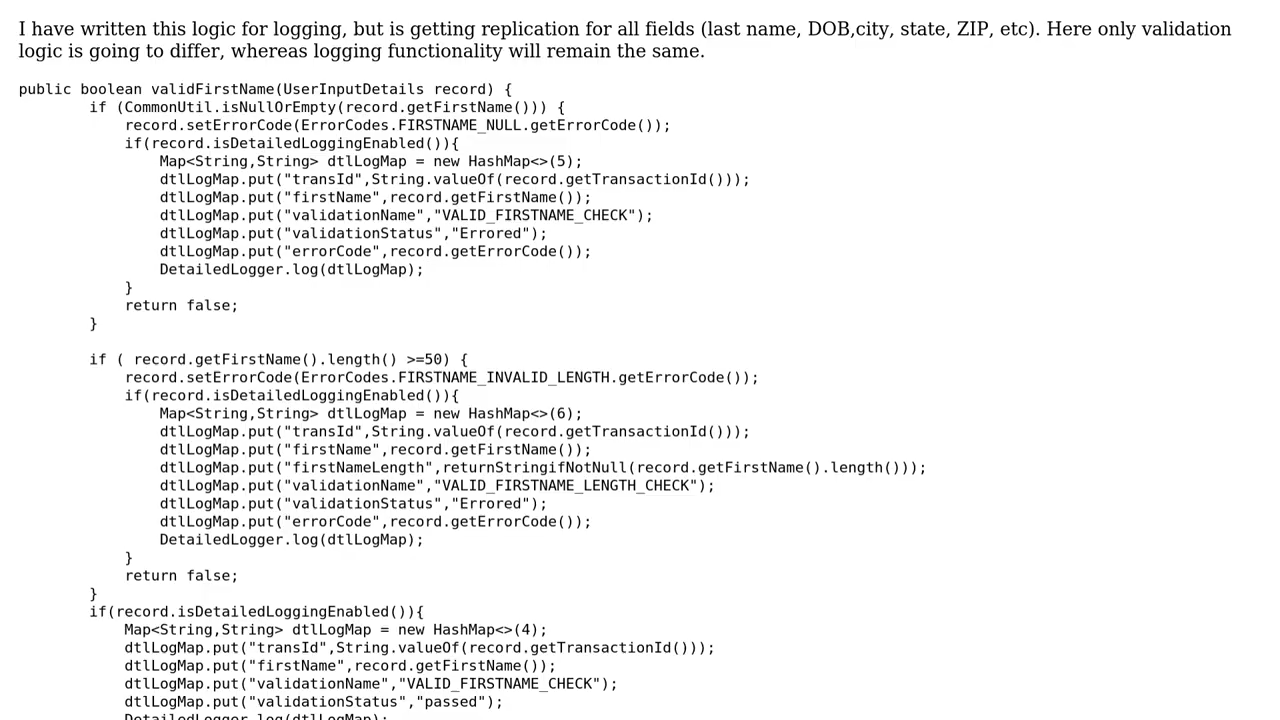 I have written this logic for logging, but is getting replication for all fields (last name, DOB,city, state, ZIP, etc). Here only validation
logic is going to differ, whereas logging functionality will remain the same.
public boolean validFirstName(UserInputDetails record) {
        if (CommonUtil.isNullOrEmpty(record.getFirstName())) {
            record.setErrorCode(ErrorCodes.FIRSTNAME_NULL.getErrorCode());
            if(record.isDetailedLoggingEnabled()){
                Map<String,String> dtlLogMap = new HashMap<>(5);
                dtlLogMap.put("transId",String.valueOf(record.getTransactionId()));
                dtlLogMap.put("firstName",record.getFirstName());
                dtlLogMap.put("validationName","VALID_FIRSTNAME_CHECK");
                dtlLogMap.put("validationStatus","Errored");
                dtlLogMap.put("errorCode",record.getErrorCode());
                DetailedLogger.log(dtlLogMap);
            }
            return false;
        }
        if ( record.getFirstName().length() >=50) {
            record.setErrorCode(ErrorCodes.FIRSTNAME_INVALID_LENGTH.getErrorCode());
            if(record.isDetailedLoggingEnabled()){
                Map<String,String> dtlLogMap = new HashMap<>(6);
                dtlLogMap.put("transId",String.valueOf(record.getTransactionId()));
                dtlLogMap.put("firstName",record.getFirstName());
                dtlLogMap.put("firstNameLength",returnStringifNotNull(record.getFirstName().length()));
                dtlLogMap.put("validationName","VALID_FIRSTNAME_LENGTH_CHECK");
                dtlLogMap.put("validationStatus","Errored");
                dtlLogMap.put("errorCode",record.getErrorCode());
                DetailedLogger.log(dtlLogMap);
            }
            return false;
        }
        if(record.isDetailedLoggingEnabled()){
            Map<String,String> dtlLogMap = new HashMap<>(4);
            dtlLogMap.put("transId",String.valueOf(record.getTransactionId()));
            dtlLogMap.put("firstName",record.getFirstName());
            dtlLogMap.put("validationName","VALID_FIRSTNAME_CHECK");
            dtlLogMap.put("validationStatus","passed");
            DetailedLogger.log(dtlLogMap);